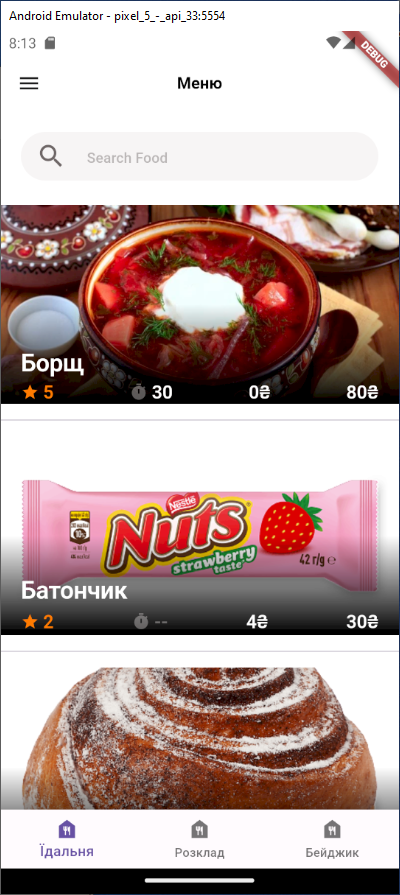 Android Emulator - pixel_5_-_api_33:5554
8:13
DEBUG
Меню
Search Food
Борщ
5 30 0₴ 80₴
Nestlé
Nuts
strawberry
taste
42 г/g ℮
Батончик
2 -- 4₴ 30₴
Їдальня Розклад Бейджик